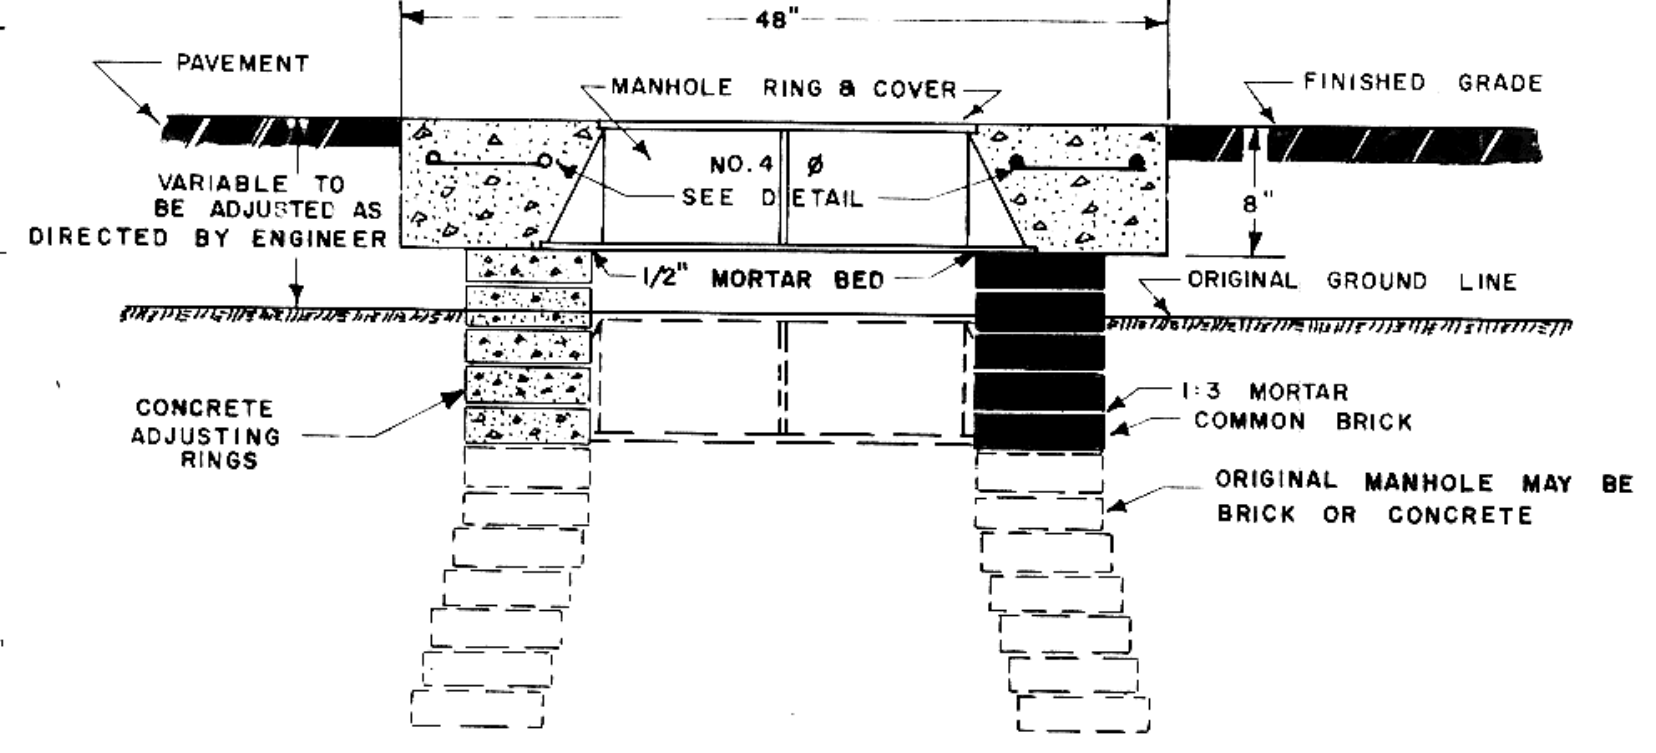 48"
PAVEMENT
MANHOLE RING & COVER
FINISHED GRADE
NO. 4 Ø
SEE DETAIL
VARIABLE TO
BE ADJUSTED AS
DIRECTED BY ENGINEER
8"
1/2" MORTAR BED
ORIGINAL GROUND LINE
CONCRETE
ADJUSTING
RINGS
1:3 MORTAR
COMMON BRICK
ORIGINAL MANHOLE MAY BE
BRICK OR CONCRETE